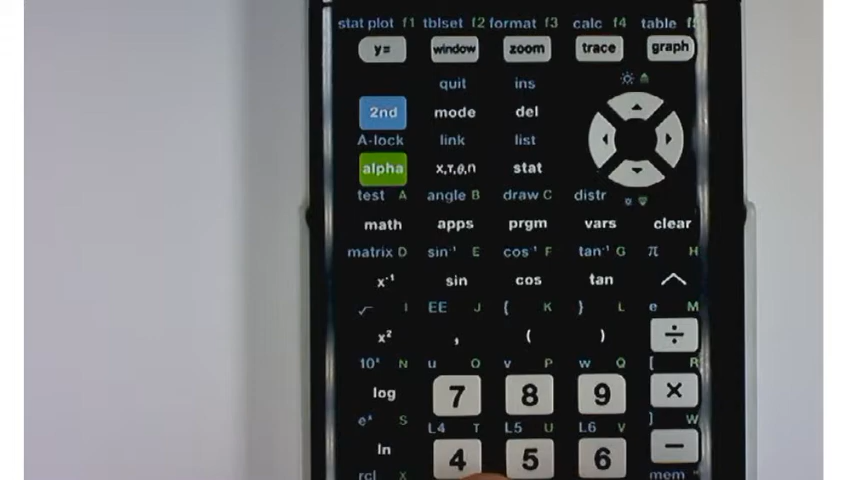 stat plot f1 tblset f2 format f3 calc f4 table
y= window zoom trace graph
quit ins
2nd mode del
A-lock link list
alpha X,T,θ,n stat
test A angle B draw C distr
math apps prgm vars clear
matrix D sin⁻¹ E cos⁻¹ F tan⁻¹ G π H
x⁻¹ sin cos tan ^
√ I EE J { K } L e M
x² , ( ) ÷
10ˣ N u O v P w Q [ R
log 7 8 9 ×
eˣ S L4 T L5 U L6 V ] W
ln 4 5 6 −
rcl X mem "